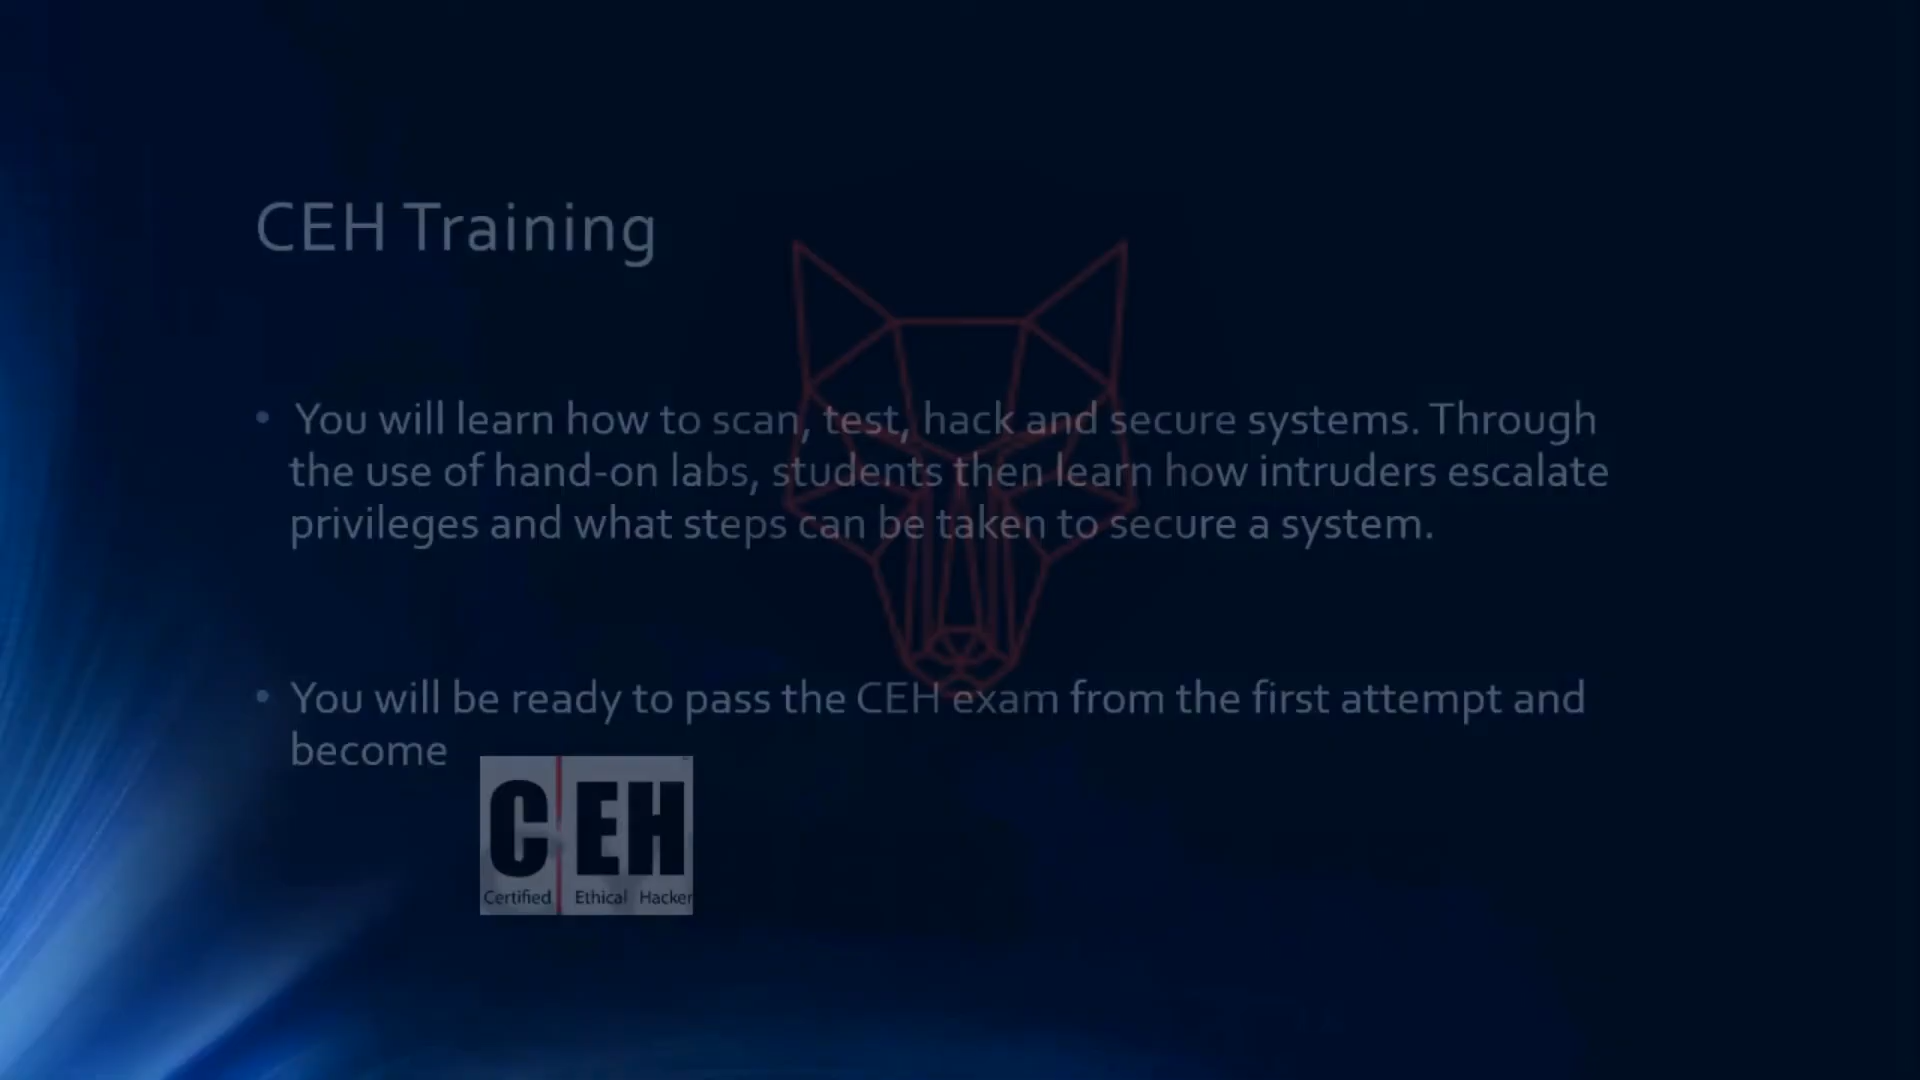 CEH Training
• You will learn how to scan, test, hack and secure systems. Through
the use of hand-on labs, students then learn how intruders escalate
privileges and what steps can be taken to secure a system.
• You will be ready to pass the CEH exam from the first attempt and
become
C EH
Certified Ethical Hacker